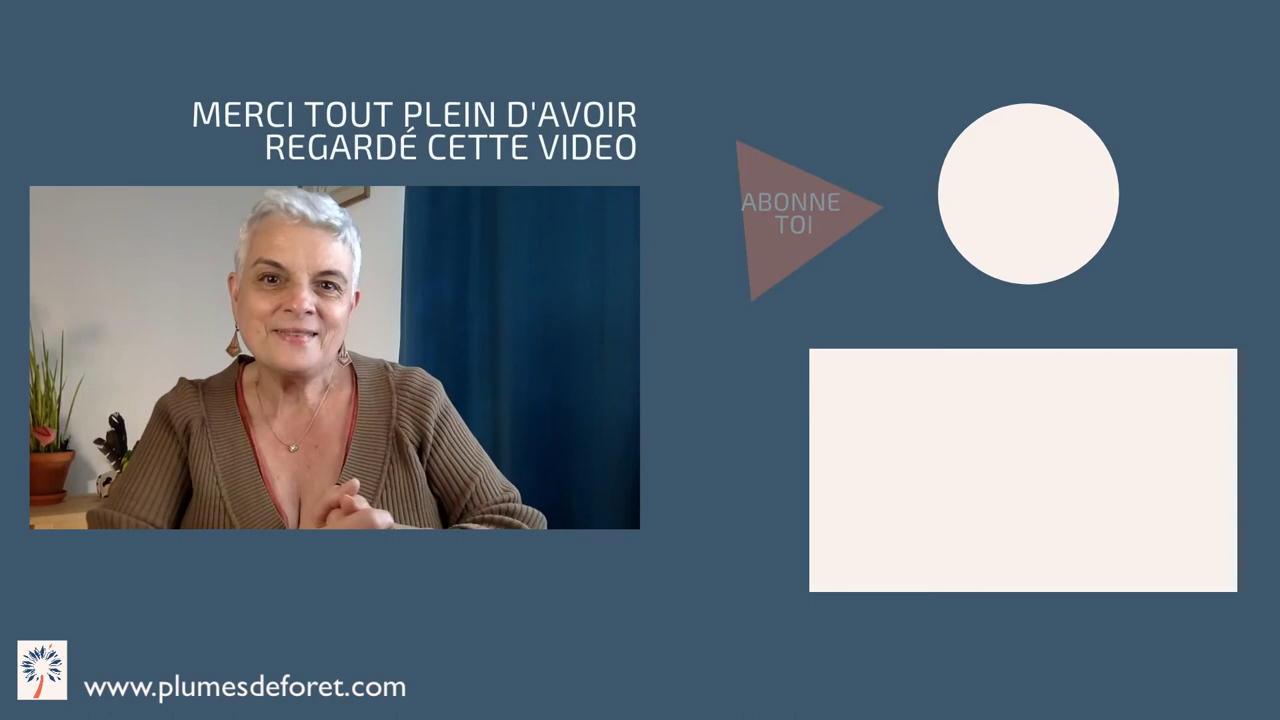 MERCI TOUT PLEIN D'AVOIR
REGARDÉ CETTE VIDEO
ABONNE
TOI
www.plumesdeforet.com